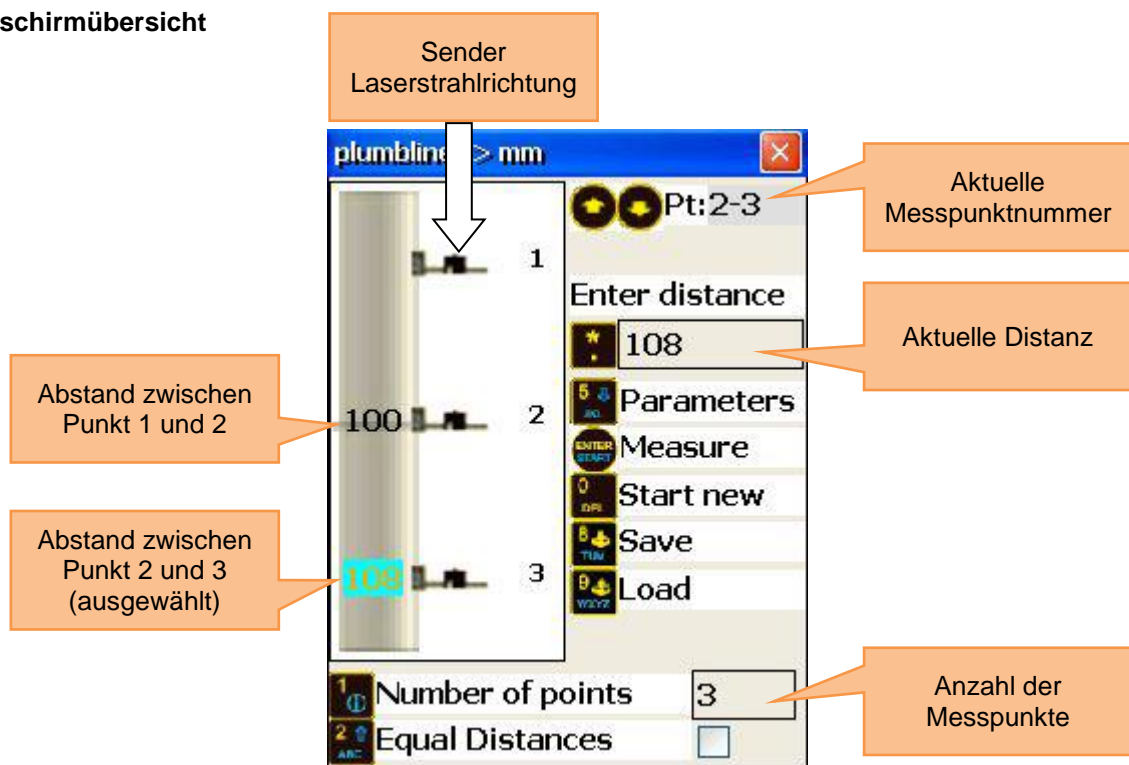 schirmübersicht
Sender
Laserstrahlrichtung
plumbline > mm
Pt: 2-3
Aktuelle
Messpunktnummer
1
Enter distance
108
Aktuelle Distanz
Abstand zwischen
Punkt 1 und 2
100
2
Parameters
Measure
Start new
Save
Load
Abstand zwischen
Punkt 2 und 3
(ausgewählt)
108
3
Number of points
3
Anzahl der
Messpunkte
Equal Distances